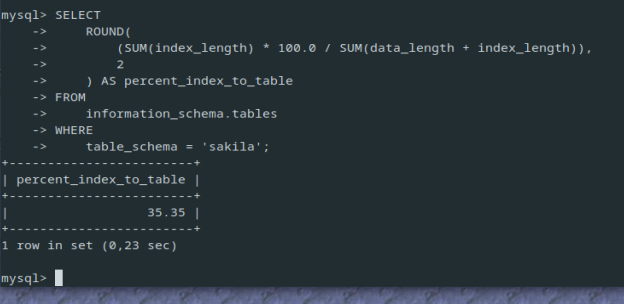 mysql> SELECT
    ->     ROUND(
    ->         (SUM(index_length) * 100.0 / SUM(data_length + index_length)),
    ->         2
    ->     ) AS percent_index_to_table
    -> FROM
    ->     information_schema.tables
    -> WHERE
    ->     table_schema = 'sakila';
+------------------------+
| percent_index_to_table |
+------------------------+
|                  35.35 |
+------------------------+
1 row in set (0,23 sec)
mysql>